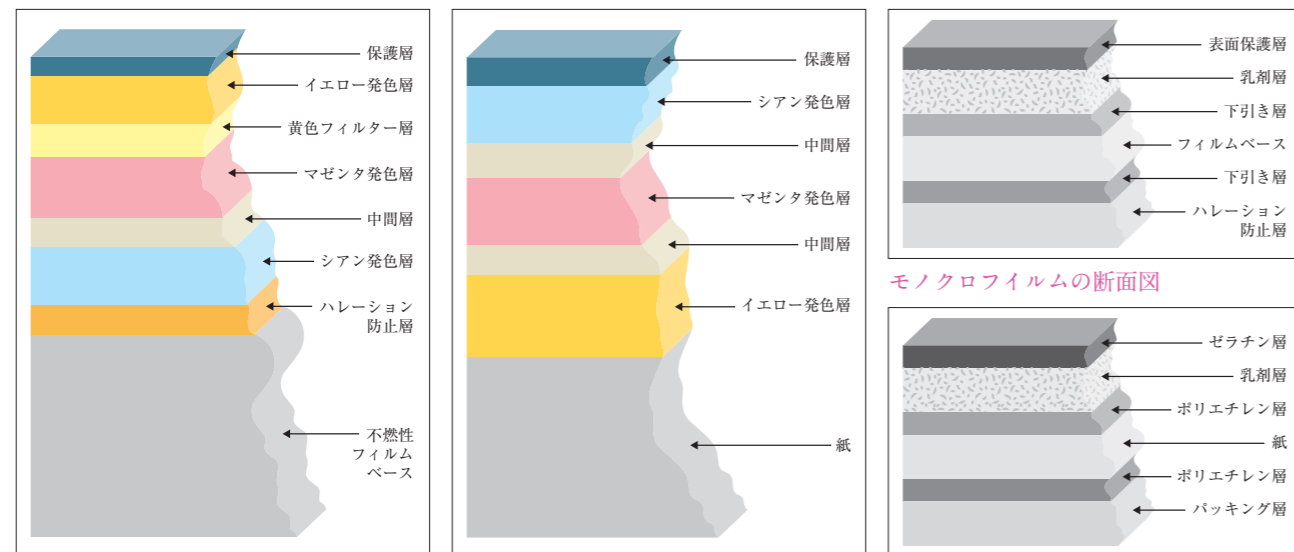 保護層
イエロー発色層
黄色フィルター層
マゼンタ発色層
中間層
シアン発色層
ハレーション
防止層
不燃性
フィルム
ベース
保護層
シアン発色層
中間層
マゼンタ発色層
中間層
イエロー発色層
紙
表面保護層
乳剤層
下引き層
フィルムベース
下引き層
ハレーション
防止層
モノクロフイルムの断面図
ゼラチン層
乳剤層
ポリエチレン層
紙
ポリエチレン層
パッキング層